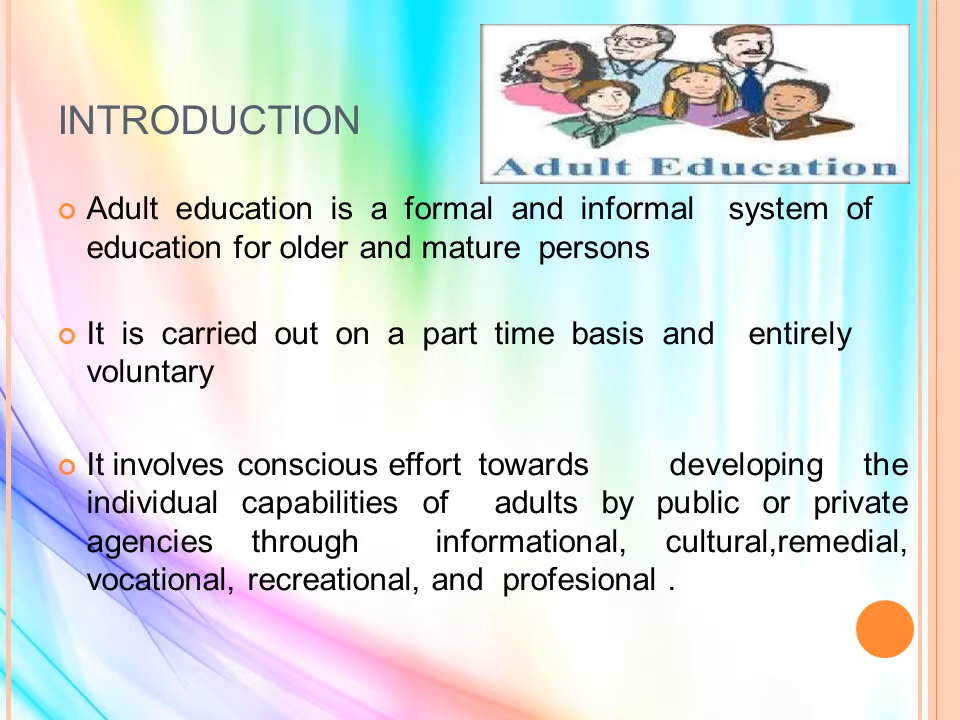 Adult Education
INTRODUCTION
Adult education is a formal and informal system of
education for older and mature persons
It is carried out on a part time basis and entirely
voluntary
It involves conscious effort towards developing the
individual capabilities of adults by public or private
agencies through informational, cultural,remedial,
vocational, recreational, and profesional .